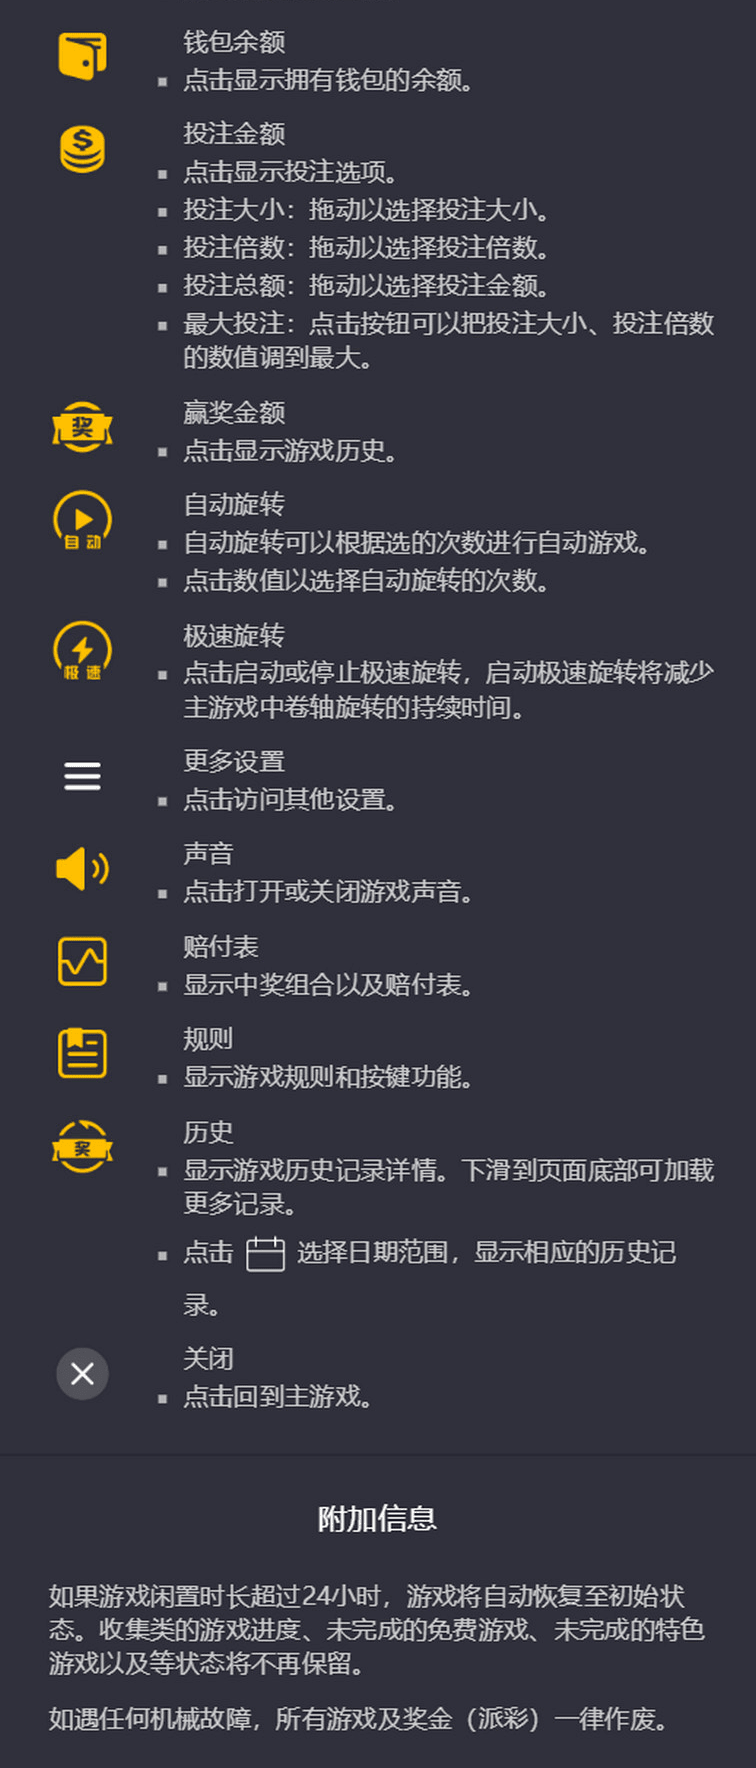 钱包余额
点击显示拥有钱包的余额。
投注金额
点击显示投注选项。
投注大小：拖动以选择投注大小。
投注倍数：拖动以选择投注倍数。
投注总额：拖动以选择投注金额。
最大投注：点击按钮可以把投注大小、投注倍数
的数值调到最大。
奖
赢奖金额
点击显示游戏历史。
自动
自动旋转
自动旋转可以根据选的次数进行自动游戏。
点击数值以选择自动旋转的次数。
极速
极速旋转
点击启动或停止极速旋转，启动极速旋转将减少
主游戏中卷轴旋转的持续时间。
更多设置
点击访问其他设置。
声音
点击打开或关闭游戏声音。
赔付表
显示中奖组合以及赔付表。
规则
显示游戏规则和按键功能。
奖
历史
显示游戏历史记录详情。下滑到页面底部可加载
更多记录。
点击 选择日期范围，显示相应的历史记
录。
关闭
点击回到主游戏。
附加信息
如果游戏闲置时长超过24小时，游戏将自动恢复至初始状
态。收集类的游戏进度、未完成的免费游戏、未完成的特色
游戏以及等状态将不再保留。
如遇任何机械故障，所有游戏及奖金（派彩）一律作废。